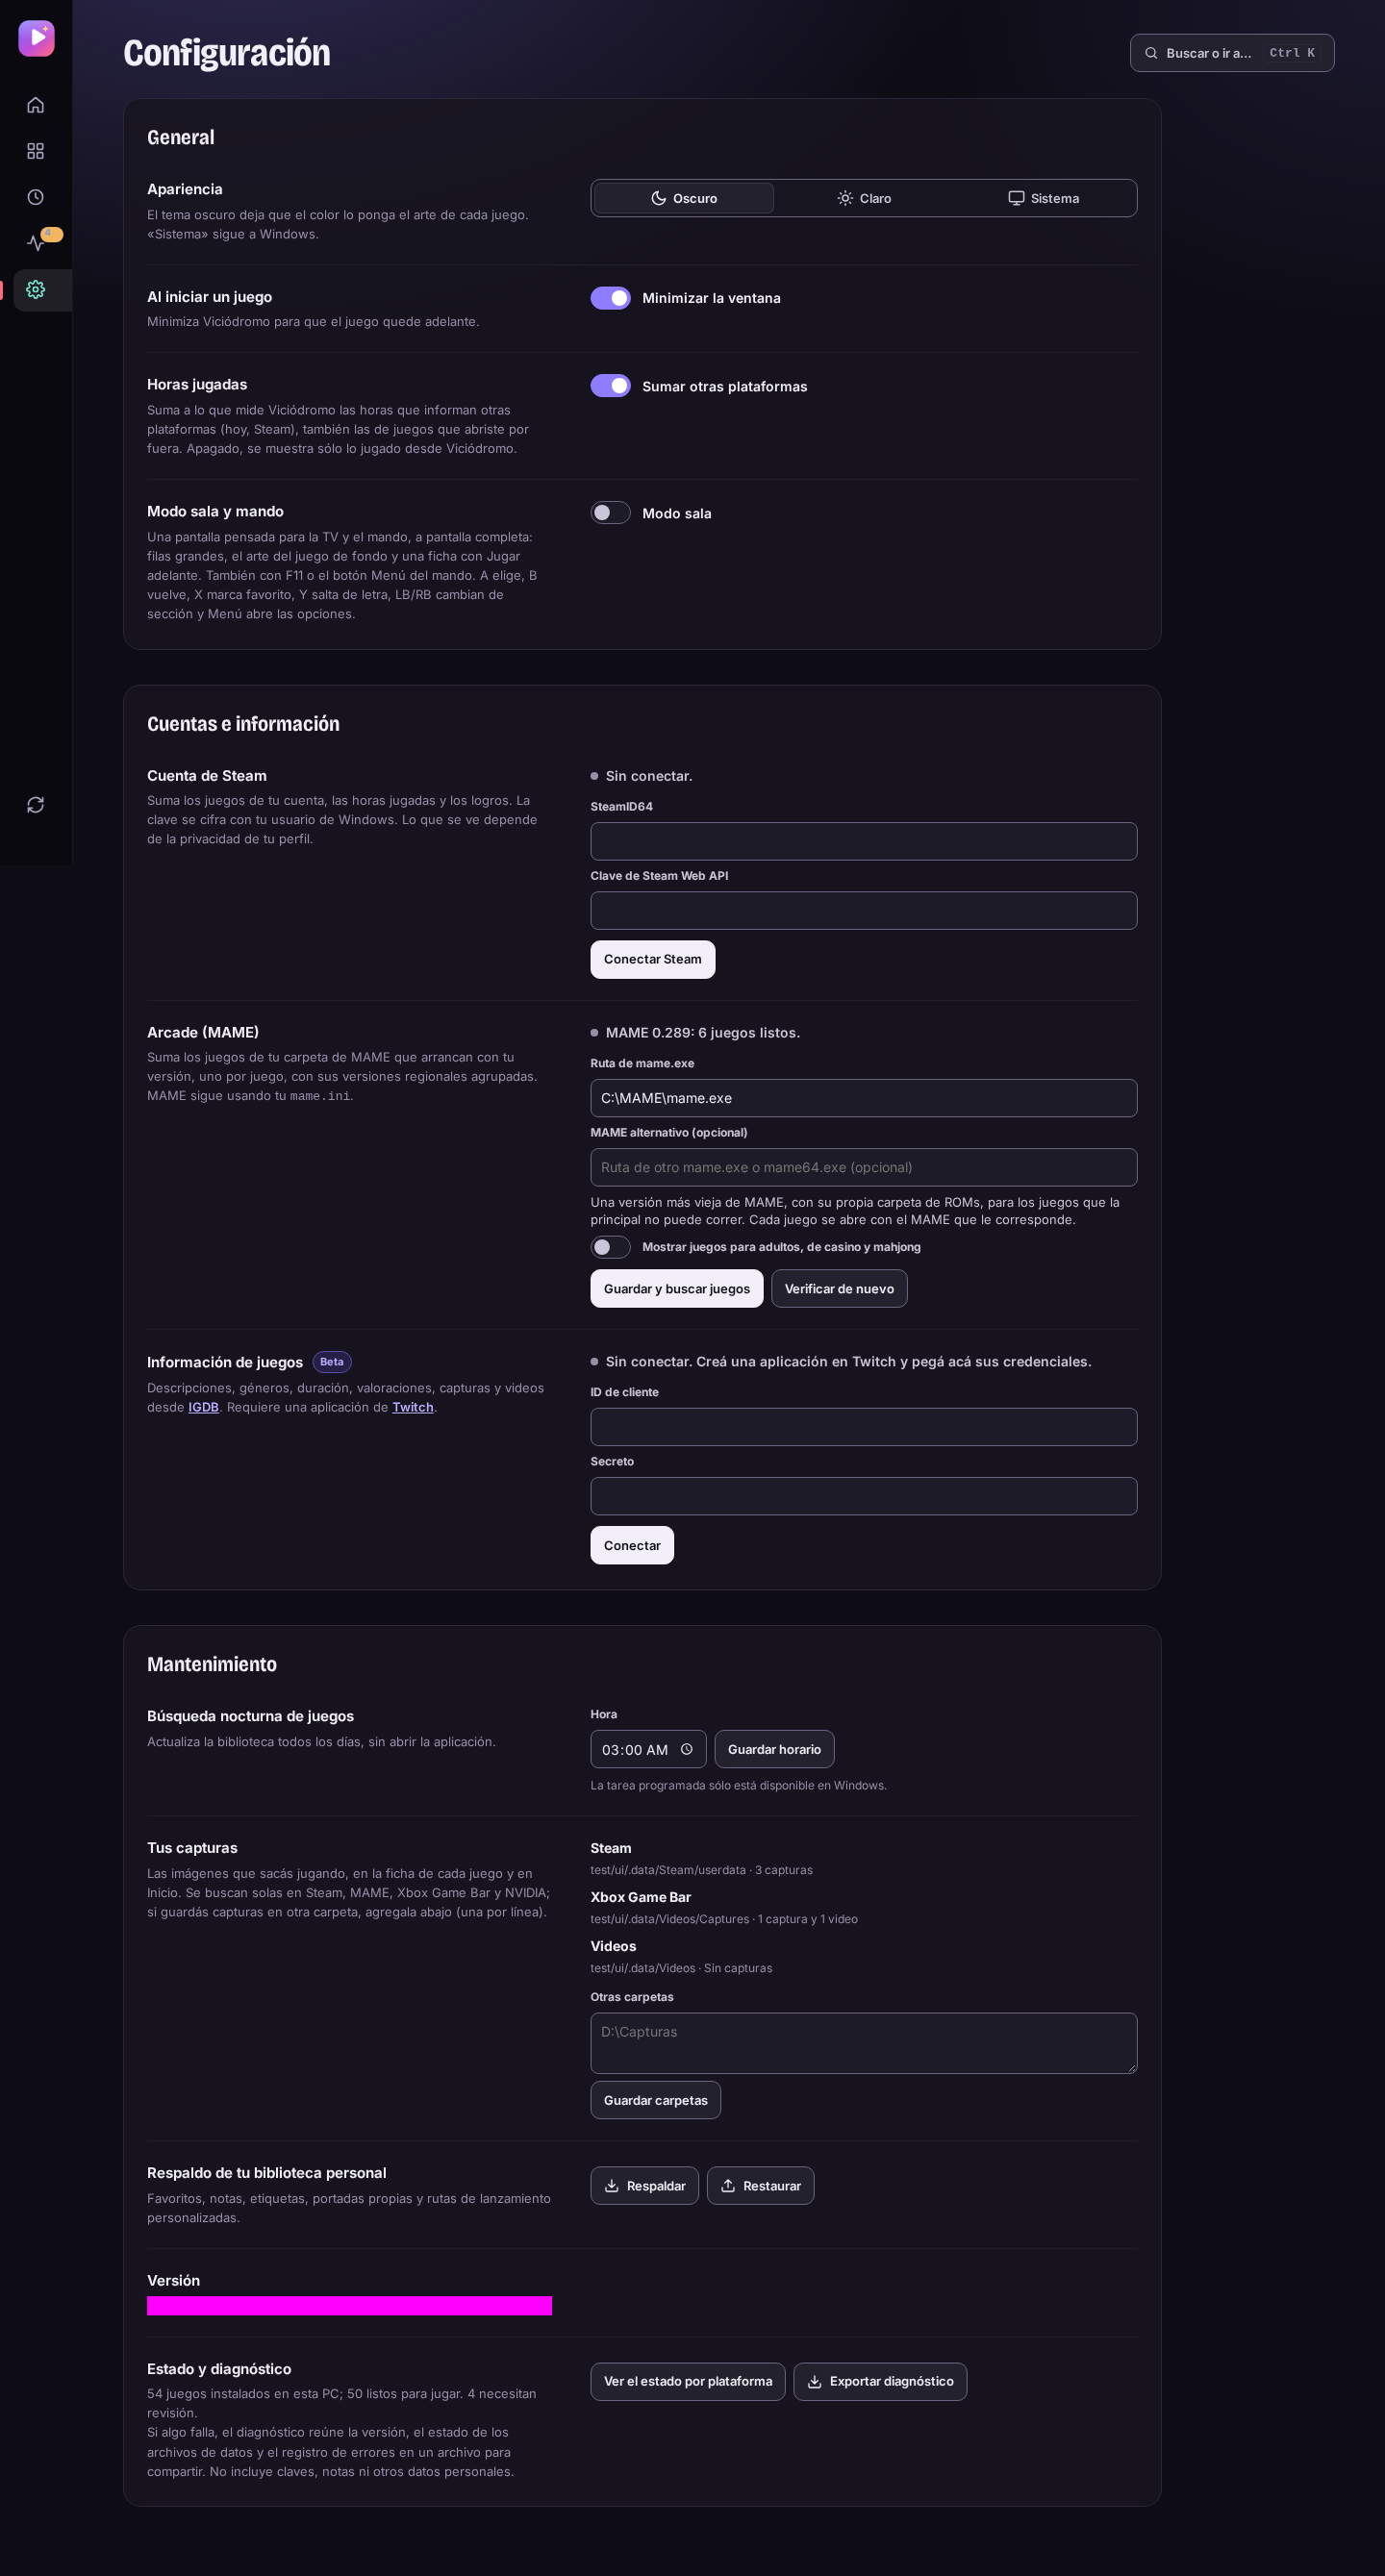 Configuración
Buscar o ir a... Ctrl K
General
Apariencia
El tema oscuro deja que el color lo ponga el arte de cada juego.
«Sistema» sigue a Windows.
Oscuro
Claro
Sistema
4
Al iniciar un juego
Minimiza Viciódromo para que el juego quede adelante.
Minimizar la ventana
Horas jugadas
Suma a lo que mide Viciódromo las horas que informan otras
plataformas (hoy, Steam), también las de juegos que abriste por
fuera. Apagado, se muestra sólo lo jugado desde Viciódromo.
Sumar otras plataformas
Modo sala y mando
Una pantalla pensada para la TV y el mando, a pantalla completa:
filas grandes, el arte del juego de fondo y una ficha con Jugar
adelante. También con F11 o el botón Menú del mando. A elige, B
vuelve, X marca favorito, Y salta de letra, LB/RB cambian de
sección y Menú abre las opciones.
Modo sala
Cuentas e información
Cuenta de Steam
Suma los juegos de tu cuenta, las horas jugadas y los logros. La
clave se cifra con tu usuario de Windows. Lo que se ve depende
de la privacidad de tu perfil.
Sin conectar.
SteamID64
Clave de Steam Web API
Conectar Steam
Arcade (MAME)
Suma los juegos de tu carpeta de MAME que arrancan con tu
versión, uno por juego, con sus versiones regionales agrupadas.
MAME sigue usando tu mame.ini.
MAME 0.289: 6 juegos listos.
Ruta de mame.exe
C:\MAME\mame.exe
MAME alternativo (opcional)
Ruta de otro mame.exe o mame64.exe (opcional)
Una versión más vieja de MAME, con su propia carpeta de ROMs, para los juegos que la
principal no puede correr. Cada juego se abre con el MAME que le corresponde.
Mostrar juegos para adultos, de casino y mahjong
Guardar y buscar juegos
Verificar de nuevo
Información de juegos Beta
Descripciones, géneros, duración, valoraciones, capturas y videos
desde IGDB. Requiere una aplicación de Twitch.
Sin conectar. Creá una aplicación en Twitch y pegá acá sus credenciales.
ID de cliente
Secreto
Conectar
Mantenimiento
Búsqueda nocturna de juegos
Actualiza la biblioteca todos los días, sin abrir la aplicación.
Hora
03:00 AM
Guardar horario
La tarea programada sólo está disponible en Windows.
Tus capturas
Las imágenes que sacás jugando, en la ficha de cada juego y en
Inicio. Se buscan solas en Steam, MAME, Xbox Game Bar y NVIDIA;
si guardás capturas en otra carpeta, agregala abajo (una por línea).
Steam
test/ui/.data/Steam/userdata · 3 capturas
Xbox Game Bar
test/ui/.data/Videos/Captures · 1 captura y 1 video
Videos
test/ui/.data/Videos · Sin capturas
Otras carpetas
D:\Capturas
Guardar carpetas
Respaldo de tu biblioteca personal
Favoritos, notas, etiquetas, portadas propias y rutas de lanzamiento
personalizadas.
Respaldar
Restaurar
Versión
Estado y diagnóstico
54 juegos instalados en esta PC; 50 listos para jugar. 4 necesitan
revisión.
Si algo falla, el diagnóstico reúne la versión, el estado de los
archivos de datos y el registro de errores en un archivo para
compartir. No incluye claves, notas ni otros datos personales.
Ver el estado por plataforma
Exportar diagnóstico